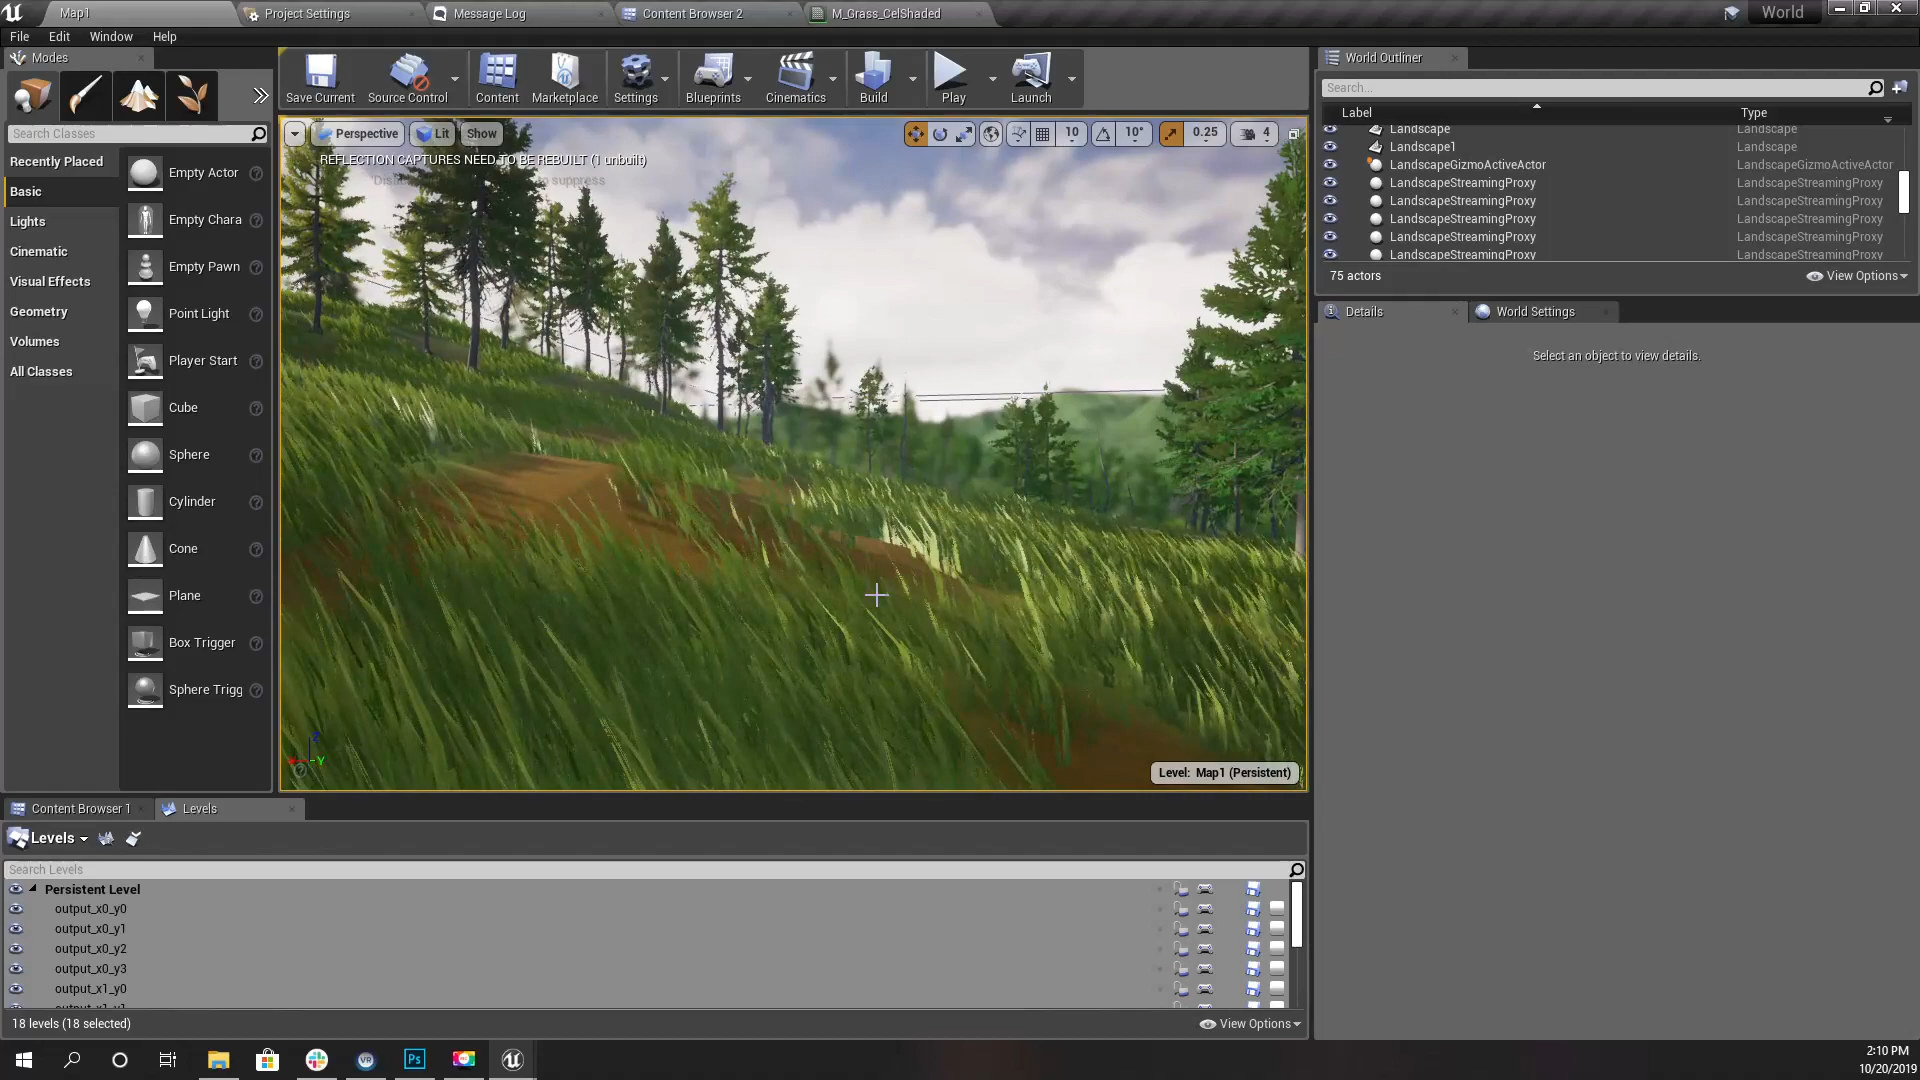 Map1
Project Settings
Message Log
Content Browser 2
M_Grass_CelShaded
World
File Edit Window Help
Modes
Save Current
Source Control
Content
Marketplace
Settings
Blueprints
Cinematics
Build
Play
Launch
Search Classes
Recently Placed
Basic
Lights
Cinematic
Visual Effects
Geometry
Volumes
All Classes
Empty Actor
Empty Chara
Empty Pawn
Point Light
Player Start
Cube
Sphere
Cylinder
Cone
Plane
Box Trigger
Sphere Trigg
Perspective
Lit
Show
10
10°
0.25
4
REFLECTION CAPTURES NEED TO BE REBUILT (1 unbuilt)
to suppress
Y
Level: Map1 (Persistent)
World Outliner
Search...
Label Type
Landscape Landscape
Landscape1 Landscape
LandscapeGizmoActiveActor LandscapeGizmoActiveActor
LandscapeStreamingProxy LandscapeStreamingProxy
LandscapeStreamingProxy LandscapeStreamingProxy
LandscapeStreamingProxy LandscapeStreamingProxy
LandscapeStreamingProxy LandscapeStreamingProxy
LandscapeStreamingProxy LandscapeStreamingProxy
75 actors
View Options
Details
World Settings
Select an object to view details.
Content Browser 1
Levels
Levels
Search Levels
Persistent Level
output_x0_y0
output_x0_y1
output_x0_y2
output_x0_y3
output_x1_y0
output_x1_y1
18 levels (18 selected)
View Options
VR
Ps
2:10 PM
10/20/2019